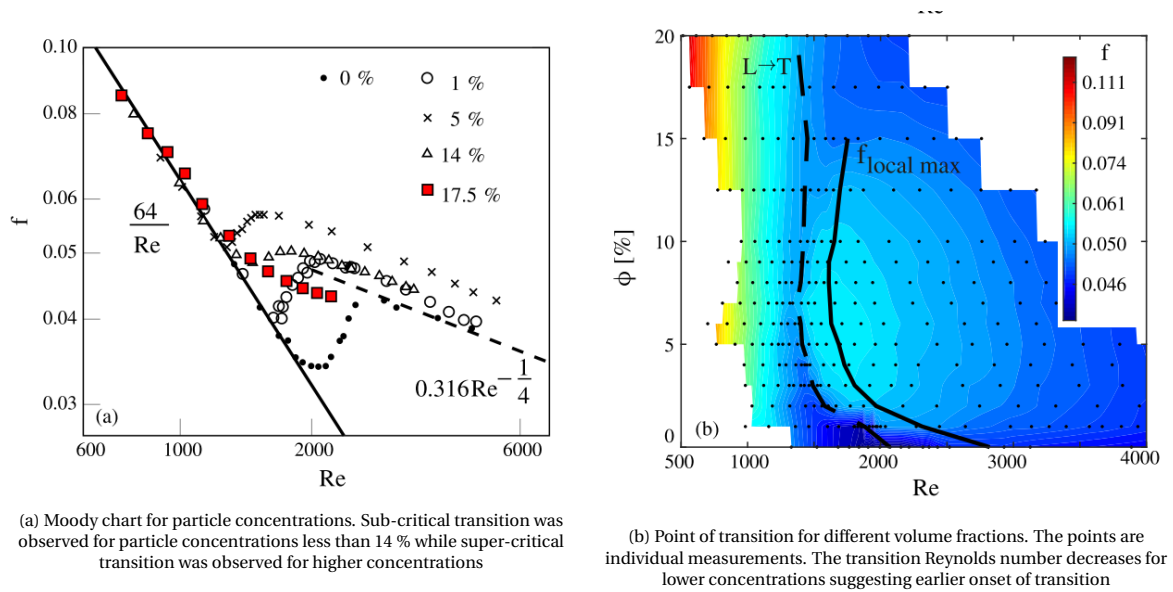 0.10
0.08
0.06
0.05
0.04
0.03
f
0 %
1 %
5 %
14 %
17.5 %
64
Re
0.316Re^-1/4
(a)
600 1000 2000 6000
Re
(a) Moody chart for particle concentrations. Sub-critical transition was
observed for particle concentrations less than 14 % while super-critical
transition was observed for higher concentrations
20
15
10
5
0
ϕ [%]
L→T
f local max
f
0.111
0.091
0.074
0.061
0.050
0.046
(b)
500 1000 2000 3000 4000
Re
(b) Point of transition for different volume fractions. The points are
individual measurements. The transition Reynolds number decreases for
lower concentrations suggesting earlier onset of transition